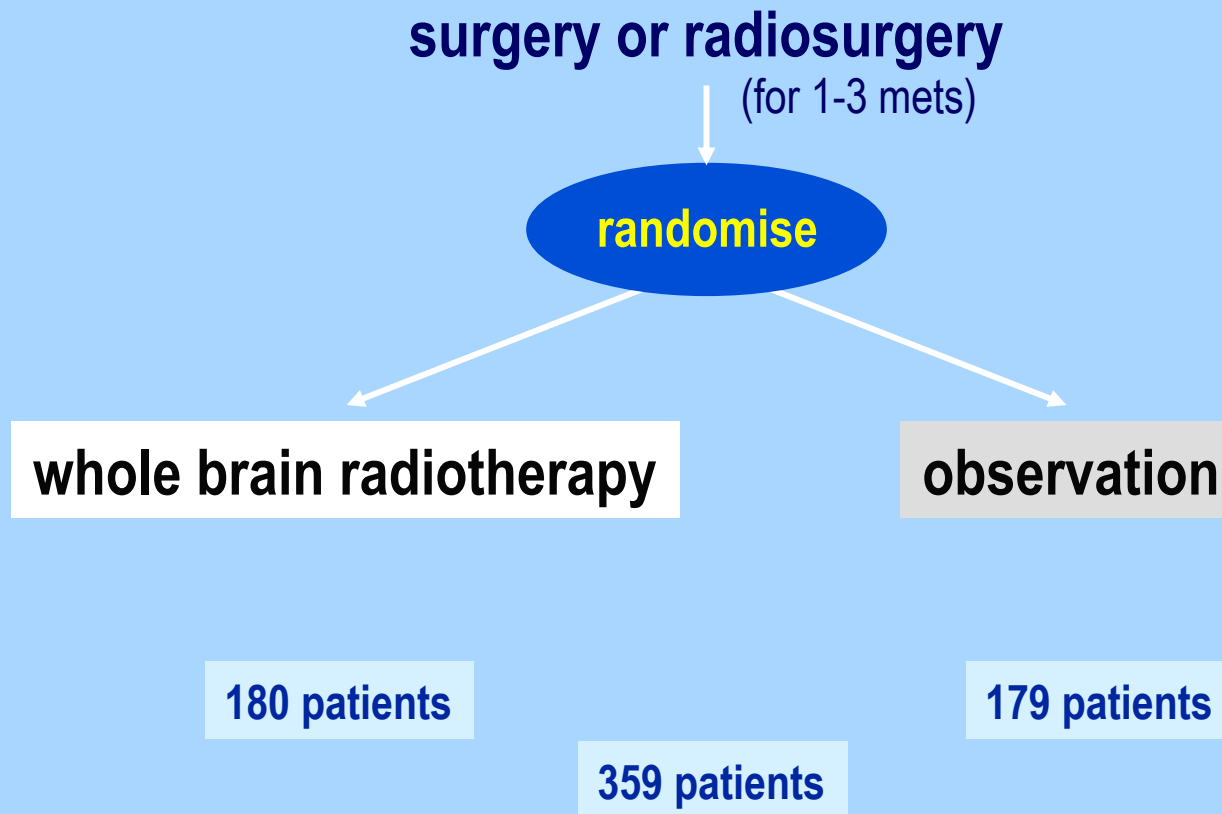 surgery or radiosurgery
(for 1-3 mets)
randomise
whole brain radiotherapy
observation
180 patients
179 patients
359 patients